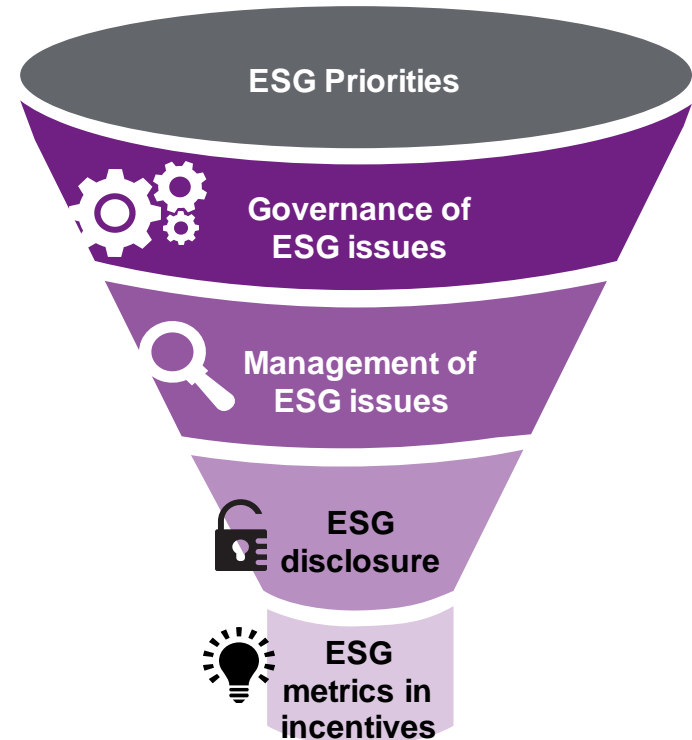 ESG Priorities
Governance of
ESG issues
Management of
ESG issues
ESG
disclosure
ESG
metrics in
incentives